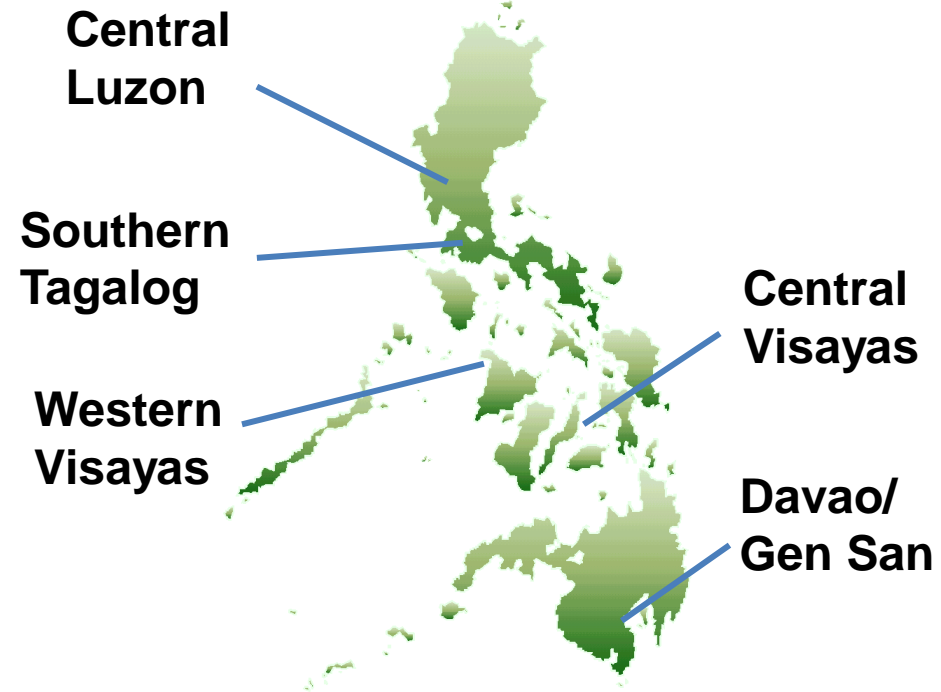 Central
Luzon
Southern
Tagalog
Central
Visayas
Western
Visayas
Davao/
Gen San